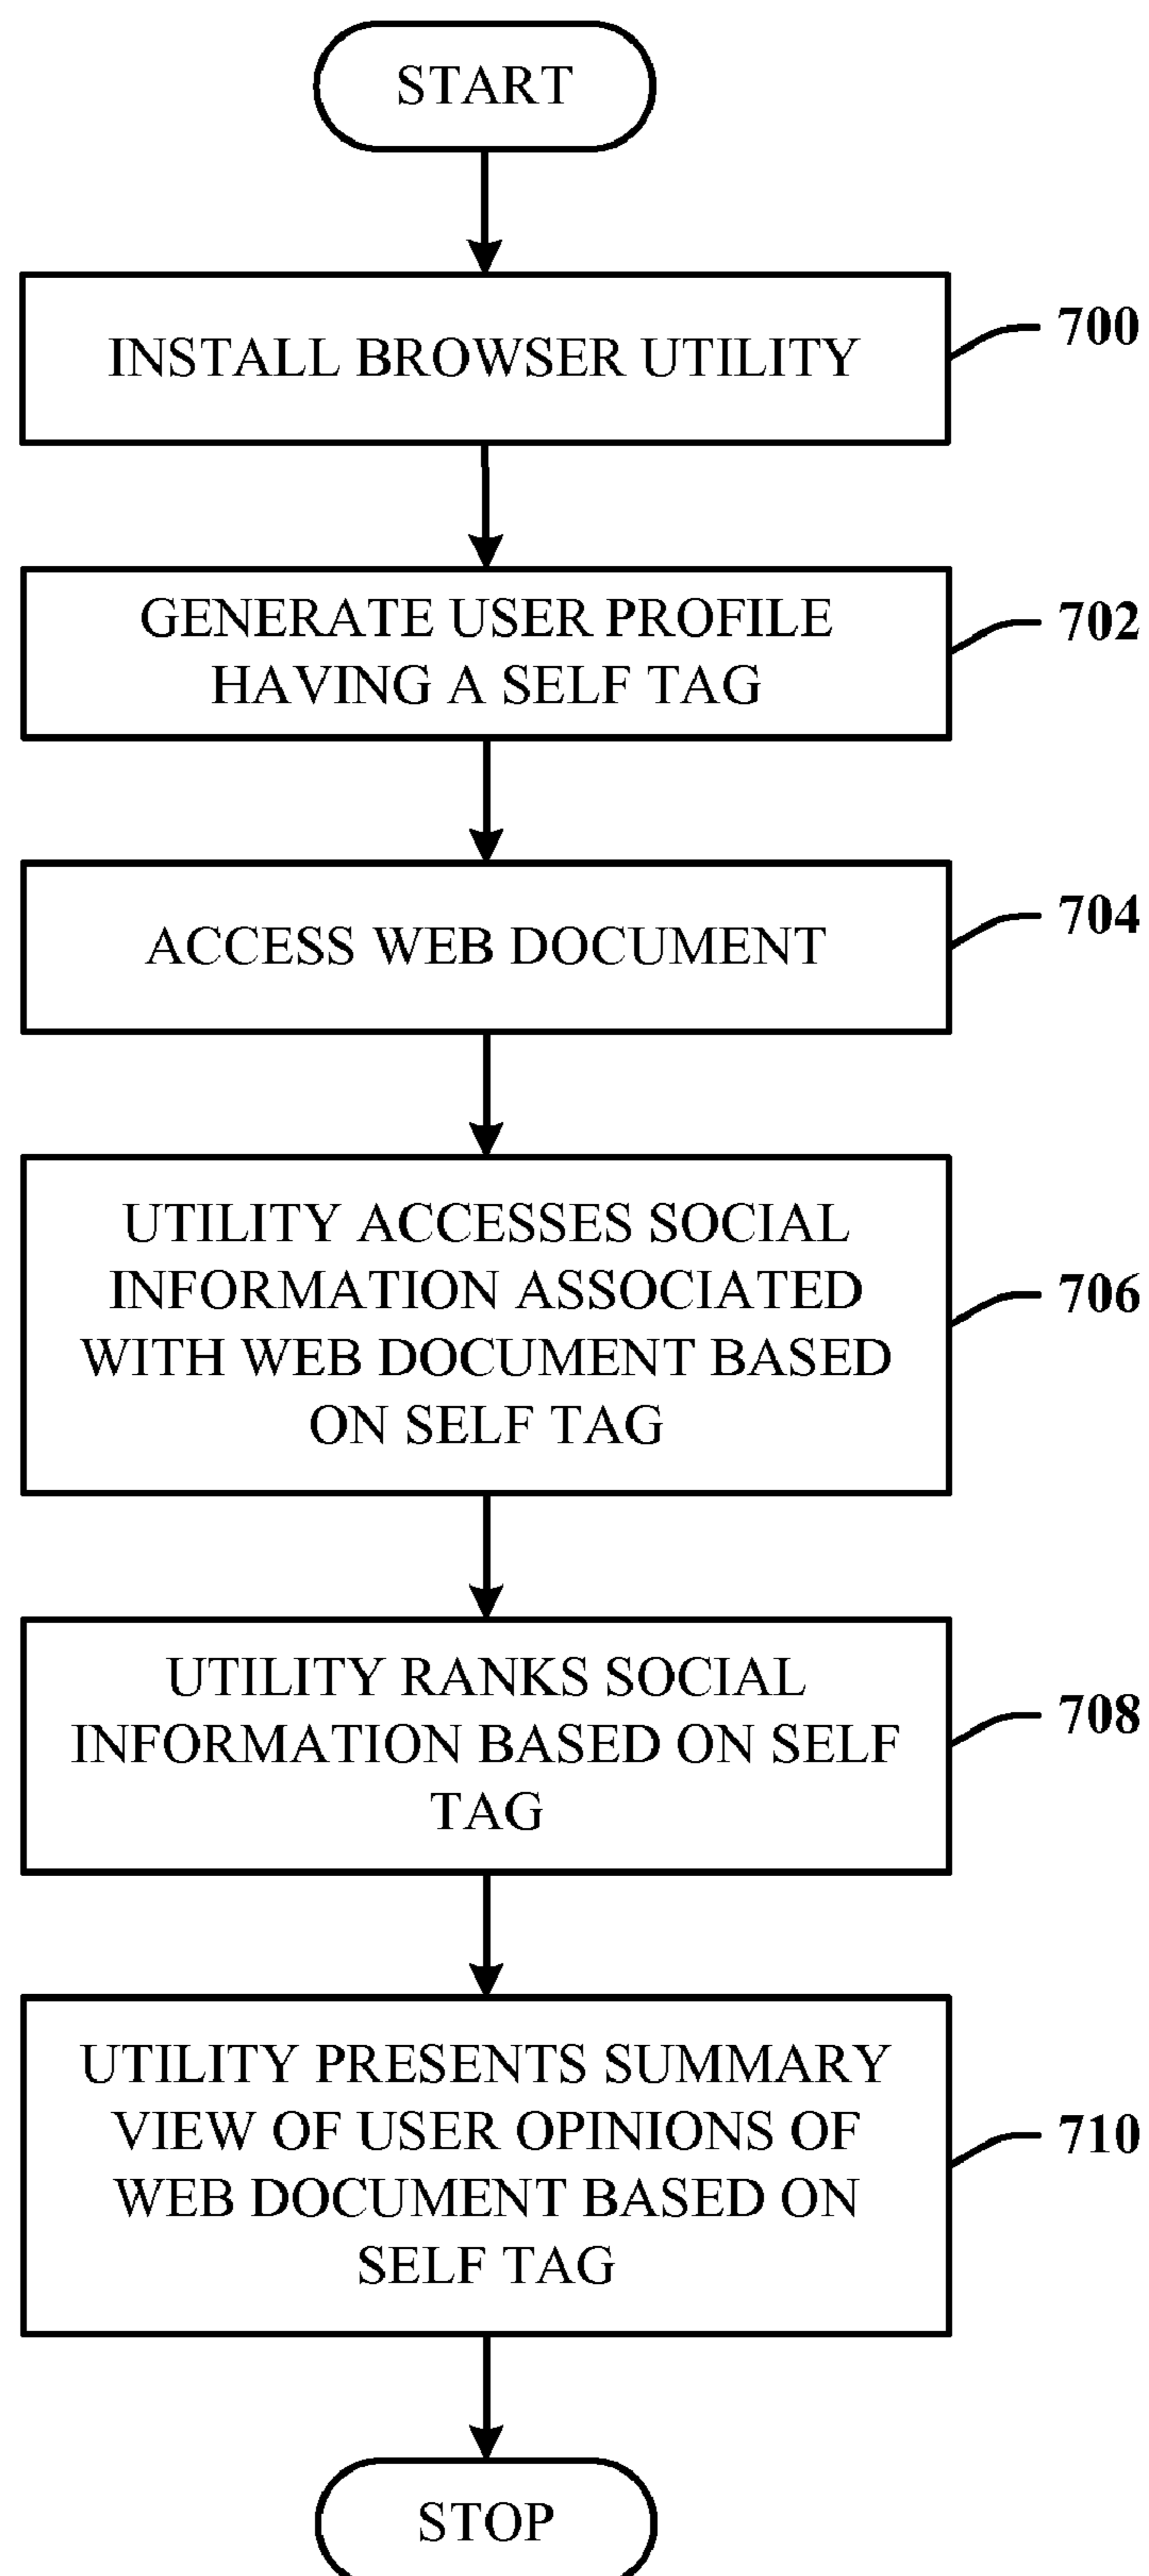 START
INSTALL BROWSER UTILITY
700
GENERATE USER PROFILE
HAVING A SELF TAG
702
ACCESS WEB DOCUMENT
704
UTILITY ACCESSES SOCIAL
INFORMATION ASSOCIATED
WITH WEB DOCUMENT BASED
ON SELF TAG
706
UTILITY RANKS SOCIAL
INFORMATION BASED ON SELF
TAG
708
UTILITY PRESENTS SUMMARY
VIEW OF USER OPINIONS OF
WEB DOCUMENT BASED ON
SELF TAG
710
STOP